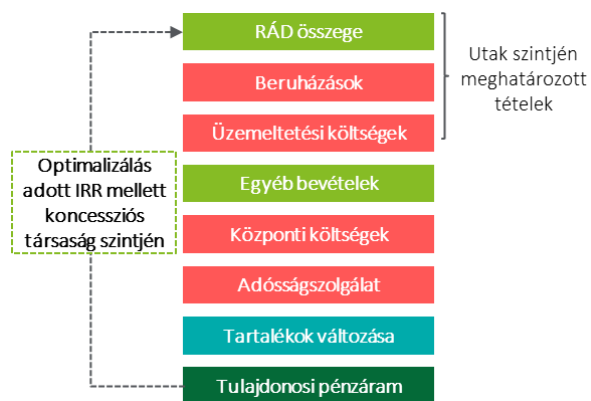 RÁD összege
Beruházások
Üzemeltetési költségek
Utak szintjén
meghatározott
tételek
Egyéb bevételek
Optimalizálás
adott IRR mellett
koncessziós
társaság szintjén
Központi költségek
Adósságszolgálat
Tartalékok változása
Tulajdonosi pénzáram